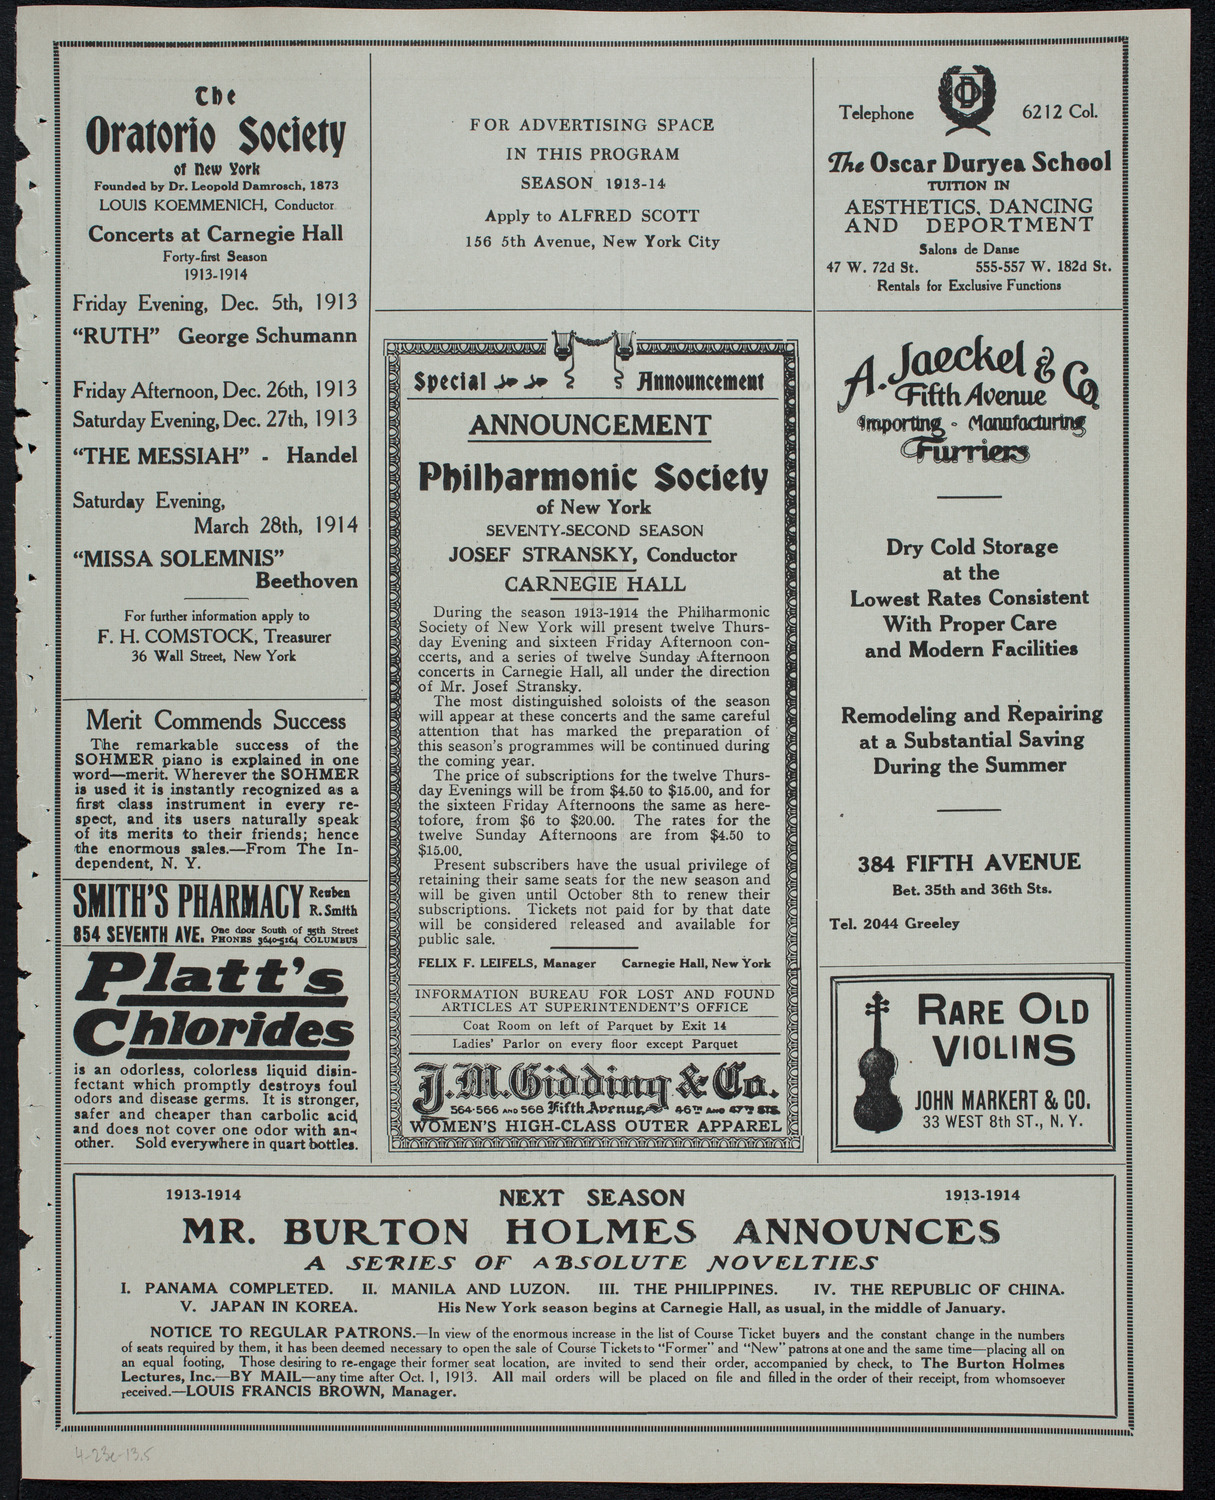 The
Oratorio Society
of New York
Founded by Dr. Leopold Damrosch, 1873
LOUIS KOEMMENICH, Conductor
Concerts at Carnegie Hall
Forty-first Season
1913-1914
Friday Evening, Dec. 5th, 1913
"RUTH" George Schumann
Friday Afternoon, Dec. 26th, 1913
Saturday Evening, Dec. 27th, 1913
"THE MESSIAH" - Handel
Saturday Evening,
March 28th, 1914
"MISSA SOLEMNIS"
Beethoven
For further information apply to
F. H. COMSTOCK, Treasurer
36 Wall Street, New York
Merit Commends Success
The remarkable success of the
SOHMER piano is explained in one
word—merit. Wherever the SOHMER
is used it is instantly recognized as a
first class instrument in every re-
spect, and its users naturally speak
of its merits to their friends; hence
the enormous sales.—From The In-
dependent, N. Y.
SMITH'S PHARMACY Reuben
R. Smith
854 SEVENTH AVE. One door South of 55th Street
PHONES 3640-5164 COLUMBUS
Platt's
Chlorides
is an odorless, colorless liquid disin-
fectant which promptly destroys foul
odors and disease germs. It is stronger,
safer and cheaper than carbolic acid
and does not cover one odor with an-
other. Sold everywhere in quart bottles.
FOR ADVERTISING SPACE
IN THIS PROGRAM
SEASON 1913-14
Apply to ALFRED SCOTT
156 5th Avenue, New York City
Special Announcement
ANNOUNCEMENT
Philharmonic Society
of New York
SEVENTY-SECOND SEASON
JOSEF STRANSKY, Conductor
CARNEGIE HALL
During the season 1913-1914 the Philharmonic
Society of New York will present twelve Thurs-
day Evening and sixteen Friday Afternoon con-
ccerts, and a series of twelve Sunday Afternoon
concerts in Carnegie Hall, all under the direction
of Mr. Josef Stransky.
The most distinguished soloists of the season
will appear at these concerts and the same careful
attention that has marked the preparation of
this season's programmes will be continued during
the coming year.
The price of subscriptions for the twelve Thurs-
day Evenings will be from $4.50 to $15.00, and for
the sixteen Friday Afternoons the same as here-
tofore, from $6 to $20.00. The rates for the
twelve Sunday Afternoons are from $4.50 to
$15.00.
Present subscribers have the usual privilege of
retaining their same seats for the new season and
will be given until October 8th to renew their
subscriptions. Tickets not paid for by that date
will be considered released and available for
public sale.
FELIX F. LEIFELS, Manager Carnegie Hall, New York
INFORMATION BUREAU FOR LOST AND FOUND
ARTICLES AT SUPERINTENDENT'S OFFICE
Coat Room on left of Parquet by Exit 14
Ladies' Parlor on every floor except Parquet
J.M. Gidding & Co.
564-566 AND 568 Fifth Avenue, 46TH AND 47TH STS.
WOMEN'S HIGH-CLASS OUTER APPAREL
Telephone OD 6212 Col.
The Oscar Duryea School
TUITION IN
AESTHETICS, DANCING
AND DEPORTMENT
Salons de Danse
47 W. 72d St. 555-557 W. 182d St.
Rentals for Exclusive Functions
A. Jaeckel & Co
Fifth Avenue
Importing - Manufacturing
Furriers
Dry Cold Storage
at the
Lowest Rates Consistent
With Proper Care
and Modern Facilities
Remodeling and Repairing
at a Substantial Saving
During the Summer
384 FIFTH AVENUE
Bet. 35th and 36th Sts.
Tel. 2044 Greeley
RARE OLD
VIOLINS
JOHN MARKERT & CO.
33 WEST 8th ST., N. Y.
1913-1914 NEXT SEASON 1913-1914
MR. BURTON HOLMES ANNOUNCES
A SERIES OF ABSOLUTE NOVELTIES
I. PANAMA COMPLETED. II. MANILA AND LUZON. III. THE PHILIPPINES. IV. THE REPUBLIC OF CHINA.
V. JAPAN IN KOREA. His New York season begins at Carnegie Hall, as usual, in the middle of January.
NOTICE TO REGULAR PATRONS.—In view of the enormous increase in the list of Course Ticket buyers and the constant change in the numbers
of seats required by them, it has been deemed necessary to open the sale of Course Tickets to "Former" and "New" patrons at one and the same time—placing all on
an equal footing, Those desiring to re-engage their former seat location, are invited to send their order, accompanied by check, to The Burton Holmes
Lectures, Inc.—BY MAIL—any time after Oct. 1, 1913. All mail orders will be placed on file and filled in the order of their receipt, from whomsoever
received.—LOUIS FRANCIS BROWN, Manager.
4-23e-13.5